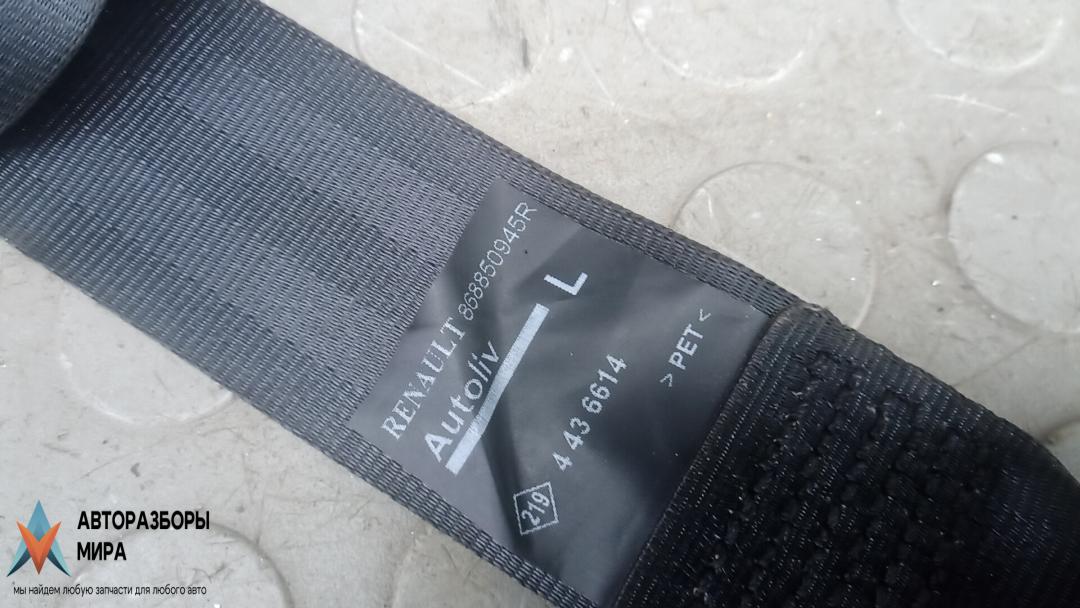 RENAULT 868850945R
Autoliv L
219 4 43 6614
>PET<
АВТОРАЗБОРЫ
МИРА
мы найдем любую запчасти для любого авто